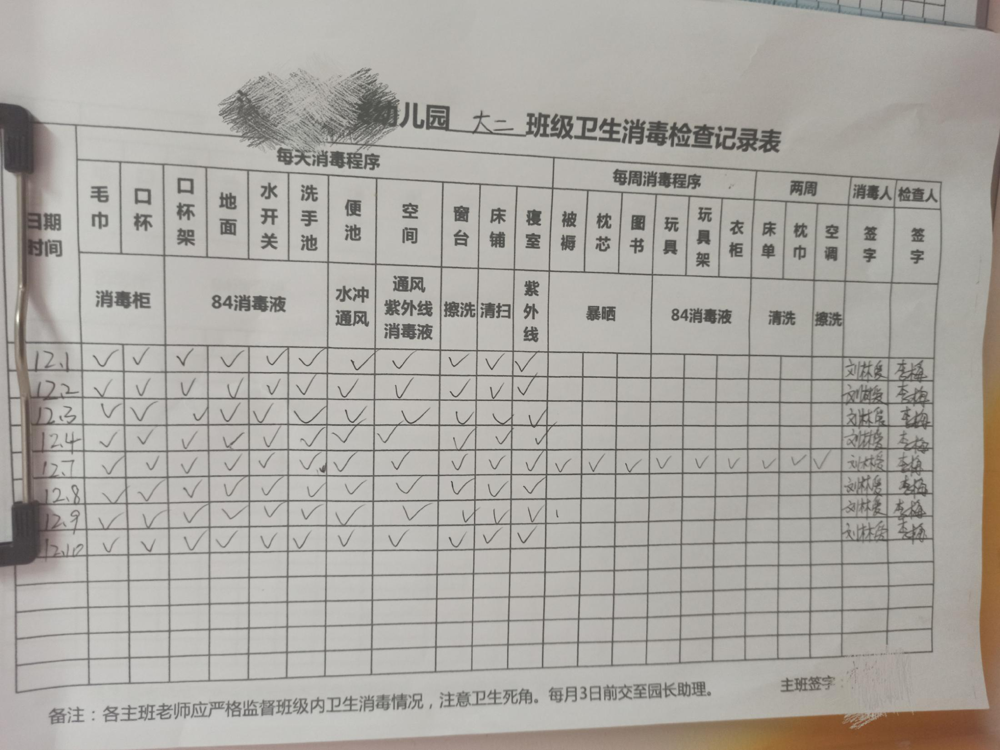 幼儿园 大二 班级卫生消毒检查记录表
日期时间 每天消毒程序 每周消毒程序 两周 消毒人 检查人
毛巾 口杯 口杯架 地面 水开关 洗手池 便池 空间 窗台 床铺 寝室 被褥 枕芯 图书 玩具 玩具架 衣柜 床单 枕巾 空调 签字 签字
消毒柜 84消毒液 水冲通风 通风紫外线消毒液 擦洗 清扫 紫外线 暴晒 84消毒液 清洗 擦洗
12.1 ✓ ✓ ✓ ✓ ✓ ✓ ✓ ✓ ✓ ✓ ✓ 刘林爱 李梅
12.2 ✓ ✓ ✓ ✓ ✓ ✓ ✓ ✓ ✓ ✓ ✓ 刘林爱 李梅
12.3 ✓ ✓ ✓ ✓ ✓ ✓ ✓ ✓ ✓ ✓ ✓ 刘林爱 李梅
12.4 ✓ ✓ ✓ ✓ ✓ ✓ ✓ ✓ ✓ ✓ ✓ 刘林爱 李梅
12.7 ✓ ✓ ✓ ✓ ✓ ✓ ✓ ✓ ✓ ✓ ✓ ✓ ✓ ✓ ✓ ✓ ✓ ✓ ✓ ✓ 刘林爱 李梅
12.8 ✓ ✓ ✓ ✓ ✓ ✓ ✓ ✓ ✓ ✓ ✓ 刘林爱 李梅
12.9 ✓ ✓ ✓ ✓ ✓ ✓ ✓ ✓ ✓ ✓ ✓ 刘林爱 李梅
12.10 ✓ ✓ ✓ ✓ ✓ ✓ ✓ ✓ ✓ ✓ ✓ 刘林爱 李梅
备注：各主班老师应严格监督班级内卫生消毒情况，注意卫生死角。每月3日前交至园长助理。 主班签字：